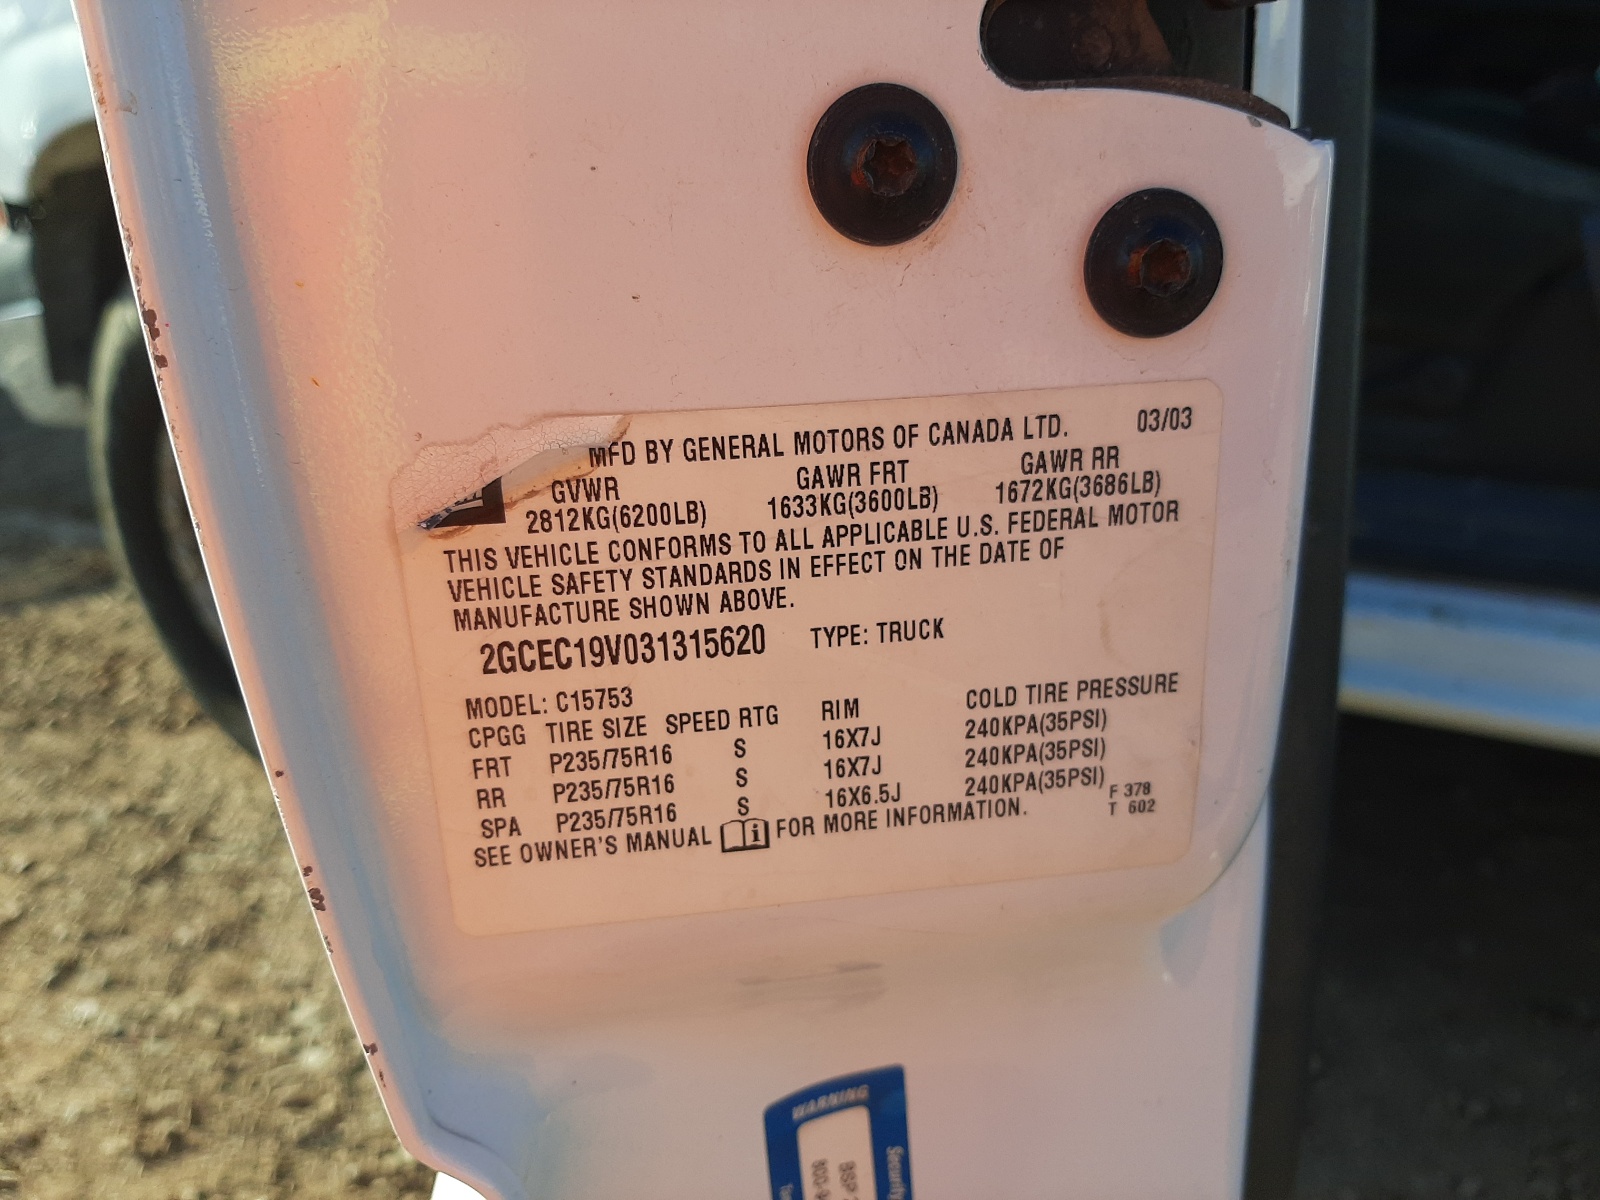 MFD BY GENERAL MOTORS OF CANADA LTD. 03/03
GVWR GAWR FRT GAWR RR
2812KG(6200LB) 1633KG(3600LB) 1672KG(3686LB)
THIS VEHICLE CONFORMS TO ALL APPLICABLE U.S. FEDERAL MOTOR
VEHICLE SAFETY STANDARDS IN EFFECT ON THE DATE OF
MANUFACTURE SHOWN ABOVE.
2GCEC19V031315620 TYPE: TRUCK
MODEL: C15753
CPGG TIRE SIZE SPEED RTG RIM COLD TIRE PRESSURE
FRT P235/75R16 S 16X7J 240KPA(35PSI)
RR P235/75R16 S 16X7J 240KPA(35PSI)
SPA P235/75R16 S 16X6.5J 240KPA(35PSI)
F 378
T 602
SEE OWNER'S MANUAL i FOR MORE INFORMATION.
WARNING
Security